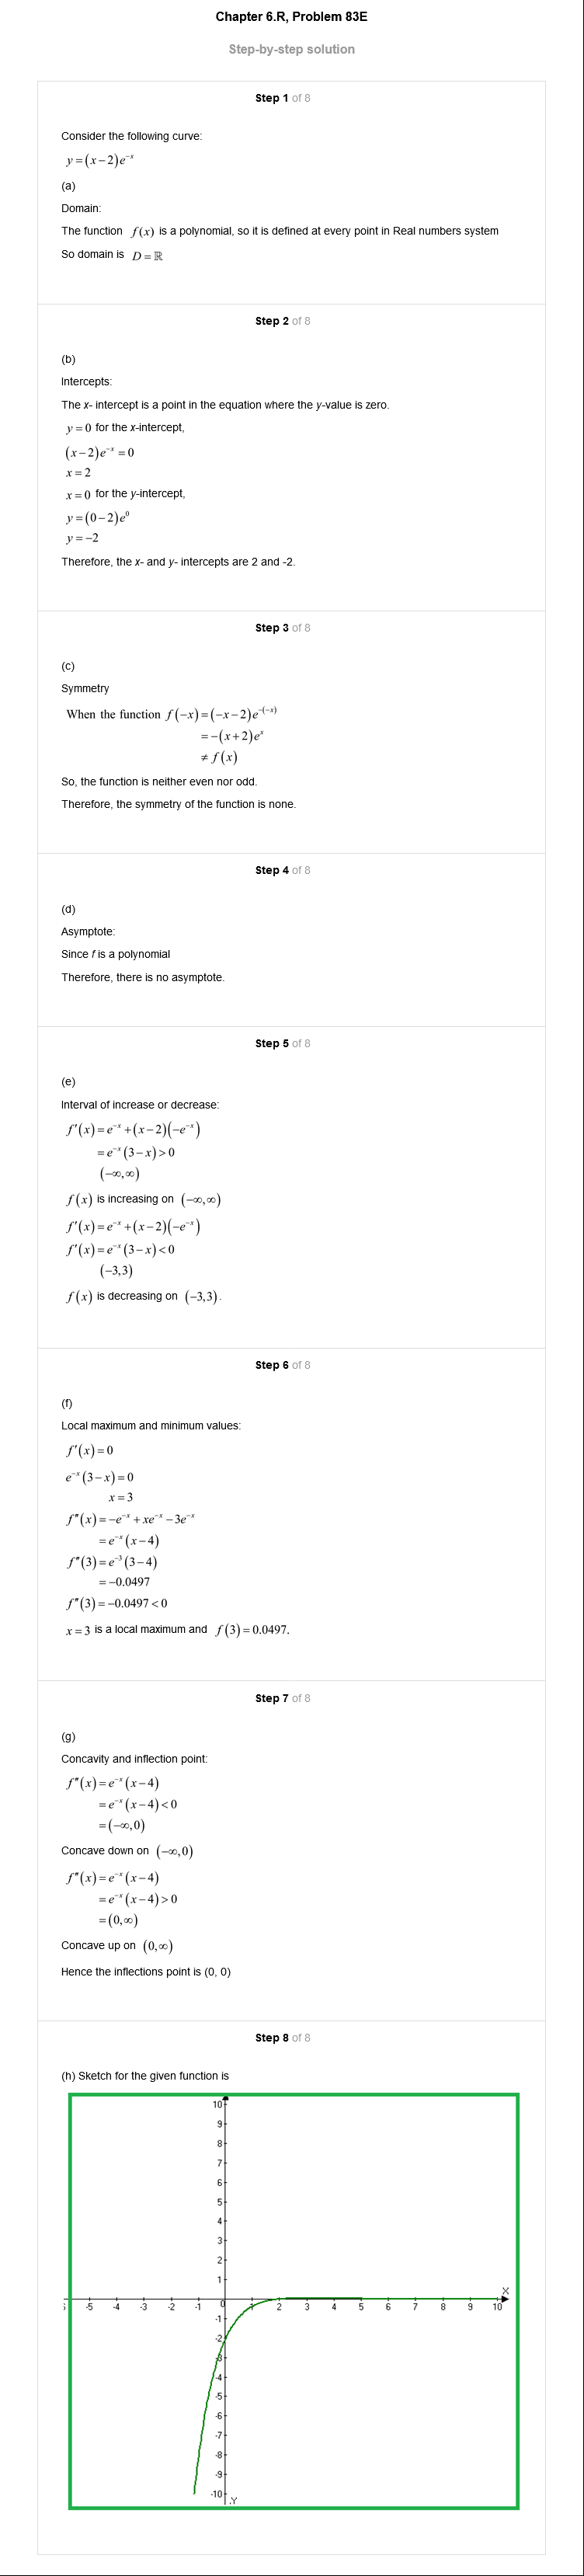 Chapter 6.R, Problem 83E
Step-by-step solution
Step 1 of 8
Consider the following curve:
y = (x − 2)e⁻ˣ
(a)
Domain:
The function f(x) is a polynomial, so it is defined at every point in Real numbers system
So domain is D = ℝ
Step 2 of 8
(b)
Intercepts:
The x- intercept is a point in the equation where the y-value is zero.
y = 0 for the x-intercept,
(x − 2)e⁻ˣ = 0
x = 2
x = 0 for the y-intercept,
y = (0 − 2)e⁰
y = −2
Therefore, the x- and y- intercepts are 2 and -2.
Step 3 of 8
(c)
Symmetry
When the function f(−x) = (−x − 2)e^(−(−x))
= −(x + 2)eˣ
≠ f(x)
So, the function is neither even nor odd.
Therefore, the symmetry of the function is none.
Step 4 of 8
(d)
Asymptote:
Since f is a polynomial
Therefore, there is no asymptote.
Step 5 of 8
(e)
Interval of increase or decrease:
f′(x) = e⁻ˣ + (x − 2)(−e⁻ˣ)
= e⁻ˣ(3 − x) > 0
(−∞,∞)
f(x) is increasing on (−∞,∞)
f′(x) = e⁻ˣ + (x − 2)(−e⁻ˣ)
f′(x) = e⁻ˣ(3 − x) < 0
(−3,3)
f(x) is decreasing on (−3,3).
Step 6 of 8
(f)
Local maximum and minimum values:
f′(x) = 0
e⁻ˣ(3 − x) = 0
x = 3
f″(x) = −e⁻ˣ + xe⁻ˣ − 3e⁻ˣ
= e⁻ˣ(x − 4)
f″(3) = e⁻³(3 − 4)
= −0.0497
f″(3) = −0.0497 < 0
x = 3 is a local maximum and f(3) = 0.0497.
Step 7 of 8
(g)
Concavity and inflection point:
f″(x) = e⁻ˣ(x − 4)
= e⁻ˣ(x − 4) < 0
= (−∞,0)
Concave down on (−∞,0)
f″(x) = e⁻ˣ(x − 4)
= e⁻ˣ(x − 4) > 0
= (0,∞)
Concave up on (0,∞)
Hence the inflections point is (0, 0)
Step 8 of 8
(h) Sketch for the given function is
10
9
8
7
6
5
4
3
2
1
X
-5 -4 -3 -2 -1 0 1 2 3 4 5 6 7 8 9 10
-1
-2
-3
-4
-5
-6
-7
-8
-9
-10
Y